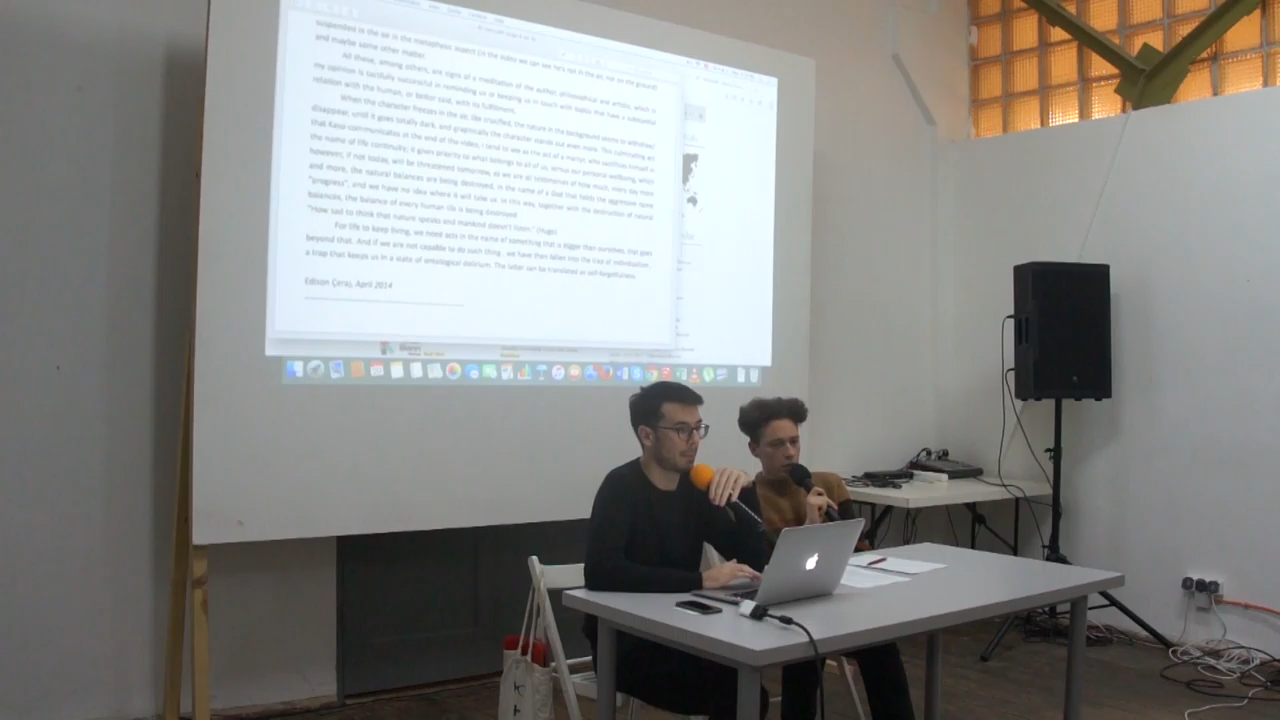 suspended is the air in the metaphysis aspect (in the video we can see he's not in the air, nor on the ground)
and maybe some other matter.
All these, among others, are signs of a meditation of the author, philosophical and artistic, which in
my opinion is tactfully successful in reminding us or keeping us in touch with topics that have a substantial
relation with the human, or better said, with its fulfillment.
When the character freezes in the air, like crucified, the nature in the background seems to withdraw/
disappear, until it goes totally dark, and graphically the character stands out even more. This culminating act
that Kasa communicates at the end of the video, I tend to see as the act of a martyr, who sacrifices himself in
the name of life continuity; it gives priority to what belongs to all of us, versus our personal wellbeing, which
however, if not today, will be threatened tomorrow, as we are all testimonies of how much, every day more
and more, the natural balances are being destroyed, in the name of a God that holds the aggressive name
"progress", and we have no idea where it will take us. In this way, together with the destruction of natural
balances, the balance of every human life is being destroyed.
"How sad to think that nature speaks and mankind doesn't listen." (Hugo)
For life to keep living, we need acts in the name of something that is bigger than ourselves, that goes
beyond that. And if we are not capable to do such thing, we have then fallen into the trap of individualism,
a trap that keeps us in a state of ontological delirium. The latter can be translated as self-forgetfulness.
Edison Çeraj, April 2014